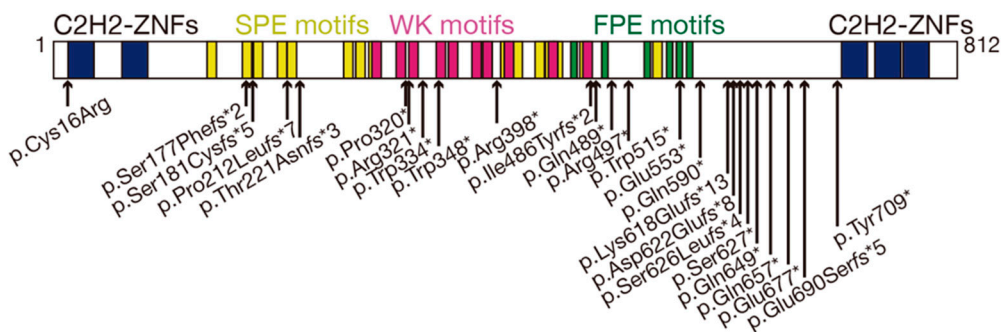 C2H2-ZNFs SPE motifs WK motifs FPE motifs C2H2-ZNFs
1
812
p.Cys16Arg
p.Ser177Phefs*2
p.Ser181Cysfs*5
p.Pro212Leufs*7
p.Thr221Asnfs*3
p.Pro320*
p.Arg321*
p.Trp334*
p.Trp348*
p.Arg398*
p.Ile486Tyrfs*2
p.Gln489*
p.Arg497*
p.Trp515*
p.Glu553*
p.Gln590*
p.Lys618Glufs*13
p.Asp622Glufs*8
p.Ser626Leufs*4
p.Ser627*
p.Gln649*
p.Gln657*
p.Glu677*
p.Glu690Serfs*5
p.Tyr709*